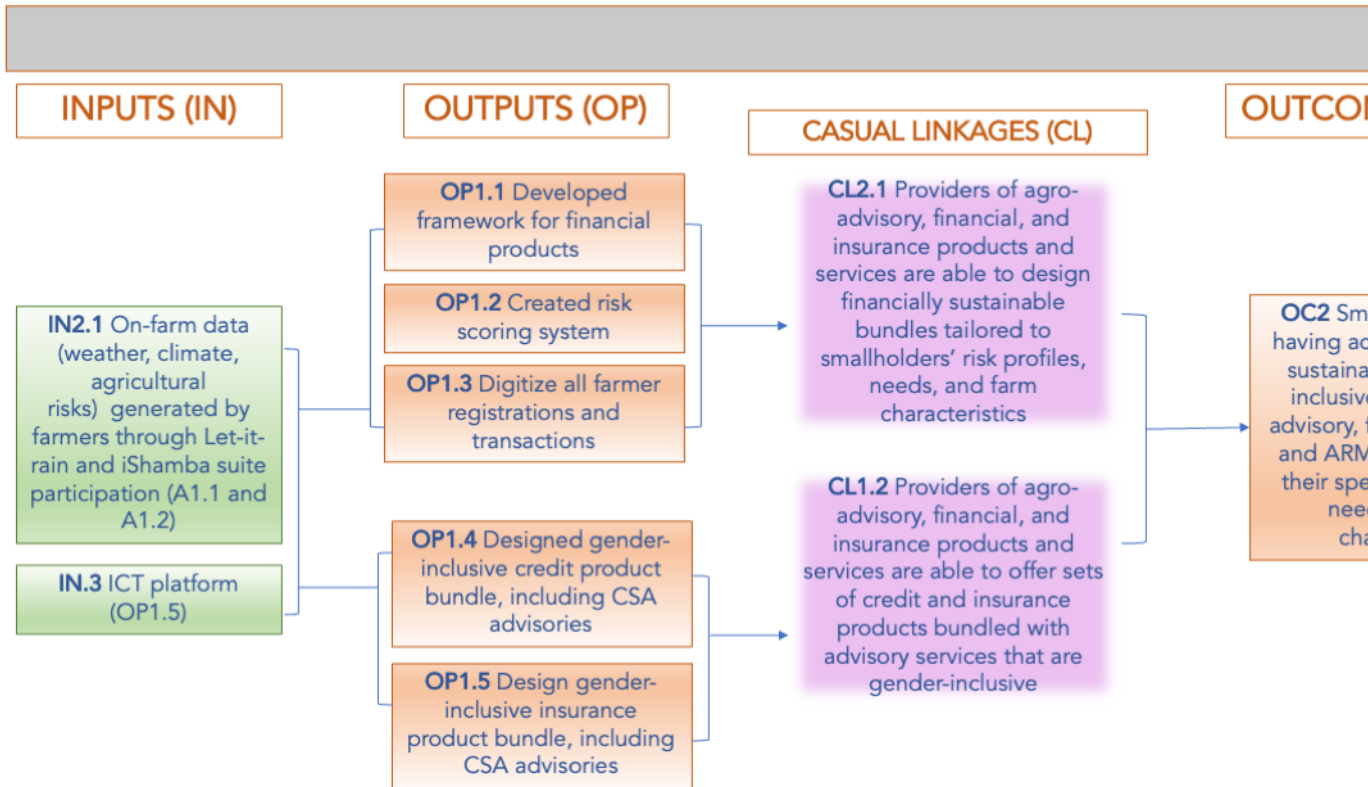 INPUTS (IN)
OUTPUTS (OP)
CASUAL LINKAGES (CL)
IN2.1 On-farm data
(weather, climate,
agricultural
risks) generated by
farmers through Let-it-
rain and iShamba suite
participation (A1.1 and
A1.2)
IN.3 ICT platform
(OP1.5)
OP1.1 Developed
framework for financial
products
OP1.2 Created risk
scoring system
OP1.3 Digitize all farmer
registrations and
transactions
OP1.4 Designed gender-
inclusive credit product
bundle, including CSA
advisories
OP1.5 Design gender-
inclusive insurance
product bundle, including
CSA advisories
CL2.1 Providers of agro-
advisory, financial, and
insurance products and
services are able to design
financially sustainable
bundles tailored to
smallholders’ risk profiles,
needs, and farm
characteristics
CL1.2 Providers of agro-
advisory, financial, and
insurance products and
services are able to offer sets
of credit and insurance
products bundled with
advisory services that are
gender-inclusive
OC2
having
inclusive
advisory,
and ARM
their